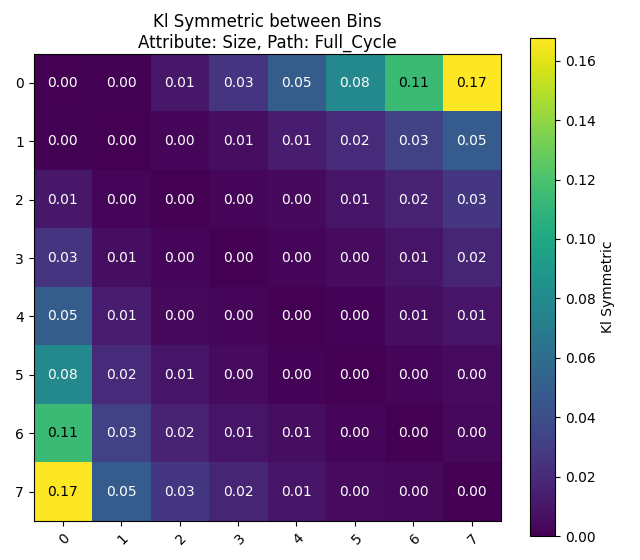 Kl Symmetric between Bins
Attribute: Size, Path: Full_Cycle
0 0.00 0.00 0.01 0.03 0.05 0.08 0.11 0.17
1 0.00 0.00 0.00 0.01 0.01 0.02 0.03 0.05
2 0.01 0.00 0.00 0.00 0.00 0.01 0.02 0.03
3 0.03 0.01 0.00 0.00 0.00 0.00 0.01 0.02
4 0.05 0.01 0.00 0.00 0.00 0.00 0.01 0.01
5 0.08 0.02 0.01 0.00 0.00 0.00 0.00 0.00
6 0.11 0.03 0.02 0.01 0.01 0.00 0.00 0.00
7 0.17 0.05 0.03 0.02 0.01 0.00 0.00 0.00
0 1 2 3 4 5 6 7
0.16
0.14
0.12
0.10
0.08
0.06
0.04
0.02
0.00
Kl Symmetric